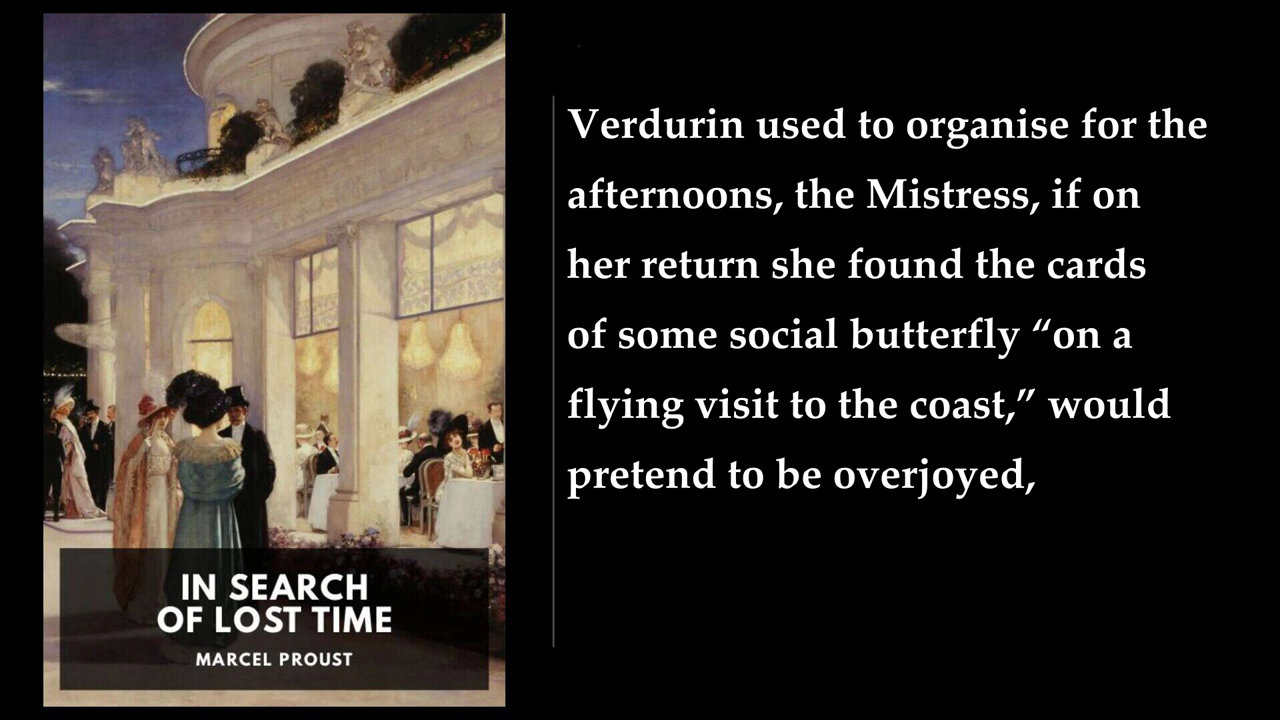 Verdurin used to organise for the
afternoons, the Mistress, if on
her return she found the cards
of some social butterfly “on a
flying visit to the coast,” would
pretend to be overjoyed,
IN SEARCH
OF LOST TIME
MARCEL PROUST